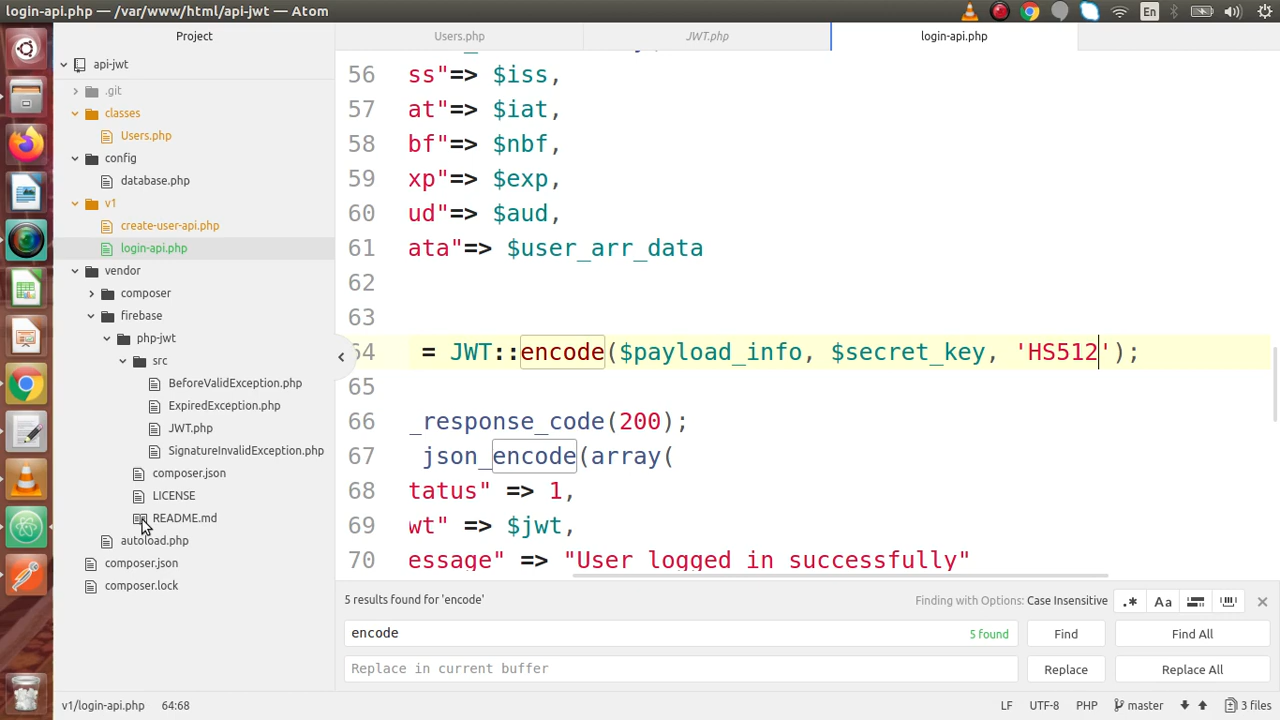 login-api.php — /var/www/html/api-jwt — Atom
En
Project
Users.php
JWT.php
login-api.php
api-jwt
.git
classes
Users.php
config
database.php
v1
create-user-api.php
login-api.php
vendor
composer
firebase
php-jwt
src
BeforeValidException.php
ExpiredException.php
JWT.php
SignatureInvalidException.php
composer.json
LICENSE
README.md
autoload.php
composer.json
composer.lock
56 ss"=> $iss,
57 at"=> $iat,
58 bf"=> $nbf,
59 xp"=> $exp,
60 ud"=> $aud,
61 ata"=> $user_arr_data
62
63
64 = JWT::encode($payload_info, $secret_key, 'HS512');
65
66 _response_code(200);
67 json_encode(array(
68 tatus" => 1,
69 wt" => $jwt,
70 essage" => "User logged in successfully"
5 results found for 'encode'
Finding with Options: Case Insensitive
.*
Aa
encode
5 found
Find
Find All
Replace in current buffer
Replace
Replace All
v1/login-api.php 64:68
LF UTF-8 PHP master 3 files